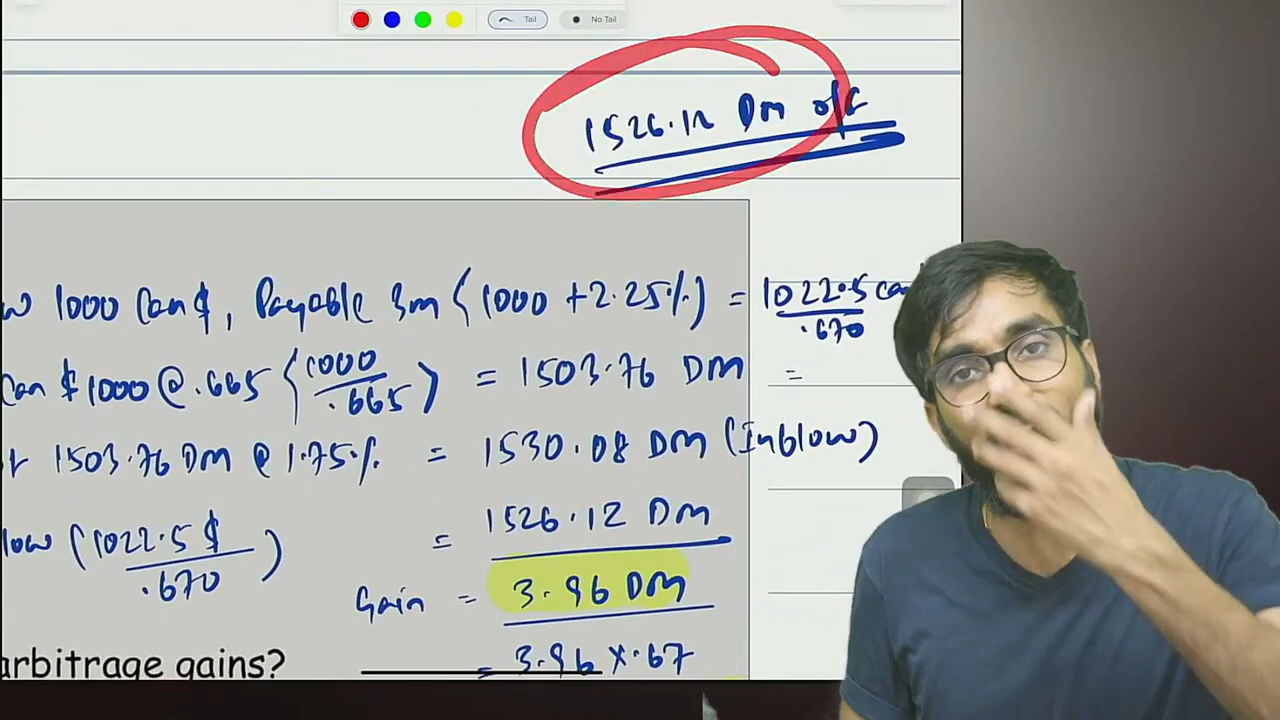 Tail
No Tail
1526.12 DM o/f
w 1000 Can $, Payable 3m (1000 + 2.25%) = 1022.5 can
.670
Can $ 1000 @ .665 (1000/.665) = 1503.76 DM =
1503.76 DM @ 1.75% = 1530.08 DM (Inflow)
low (1022.5 $/.670) = 1526.12 DM
Gain = 3.96 DM
arbitrage gains?
= 3.96 x .67